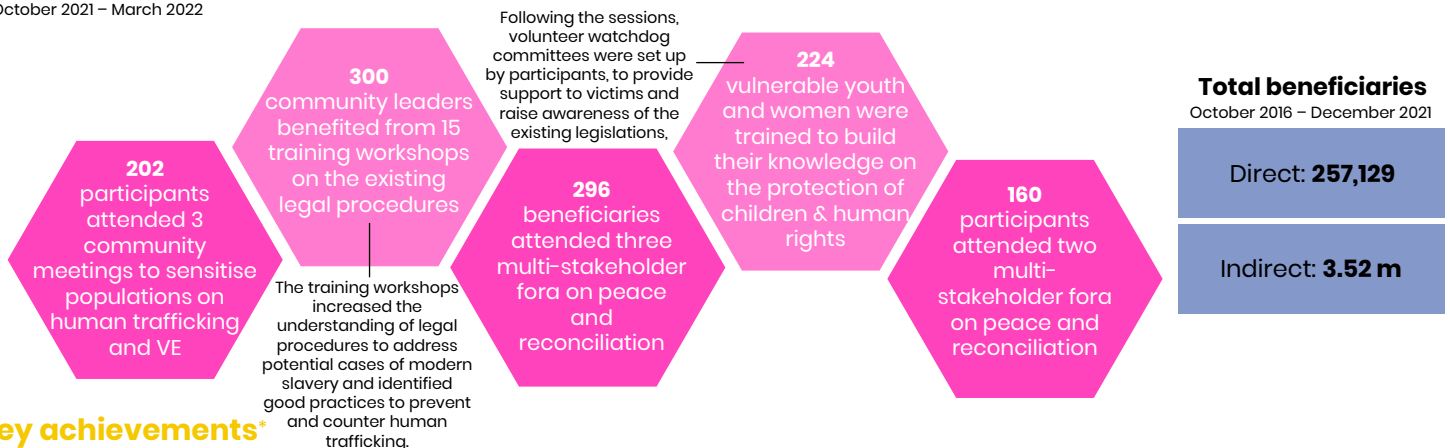 October 2021 – March 2022
202
participants
attended 3
community
meetings to sensitise
populations on
human trafficking
and VE
300
community leaders
benefited from 15
training workshops
on the existing
legal procedures
The training workshops
increased the
understanding of legal
procedures to address
potential cases of modern
slavery and identified
good practices to prevent
and counter human
trafficking.
Following the sessions,
volunteer watchdog
committees were set up
by participants, to provide
support to victims and
raise awareness of the
existing legislations,
296
beneficiaries
attended three
multi-stakeholder
fora on peace
and
reconciliation
224
vulnerable youth
and women were
trained to build
their knowledge on
the protection of
children & human
rights
160
participants
attended two
multi-
stakeholder fora
on peace and
reconciliation
Total beneficiaries
October 2016 – December 2021
Direct: 257,129
Indirect: 3.52 m
ey achievements*